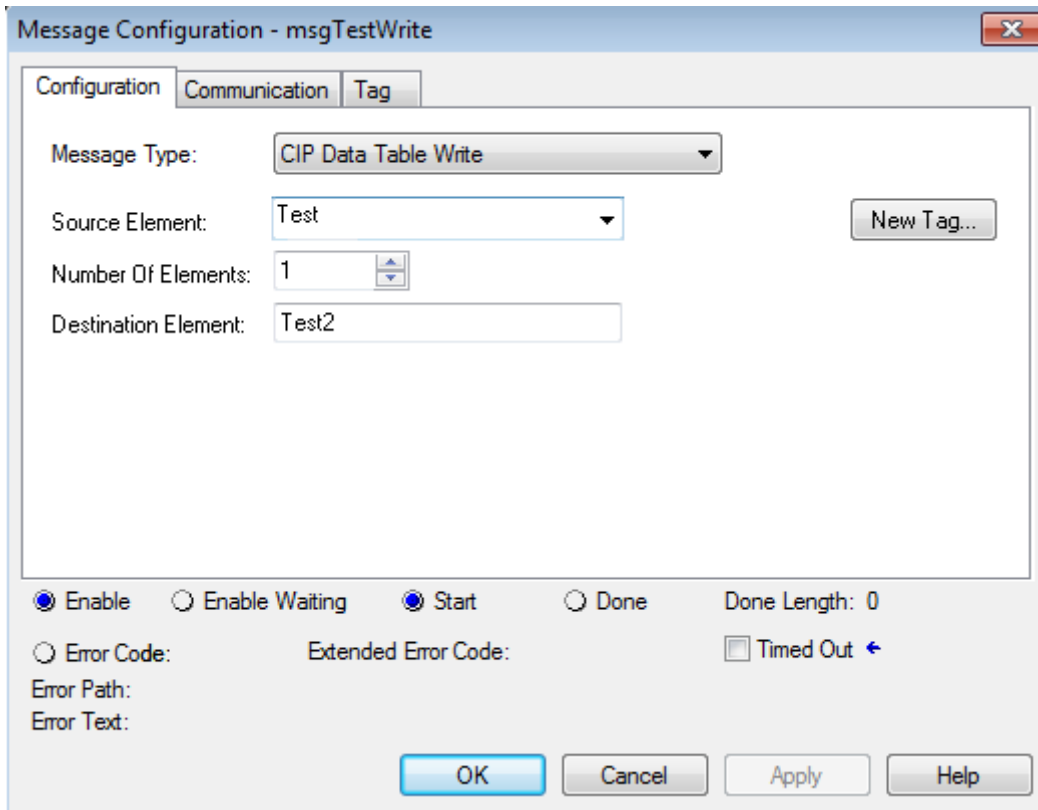 Message Configuration - msgTestWrite
Configuration Communication Tag
Message Type: CIP Data Table Write
Source Element: Test New Tag...
Number Of Elements: 1
Destination Element: Test2
Enable Enable Waiting Start Done Done Length: 0
Error Code: Extended Error Code: Timed Out
Error Path:
Error Text:
OK Cancel Apply Help